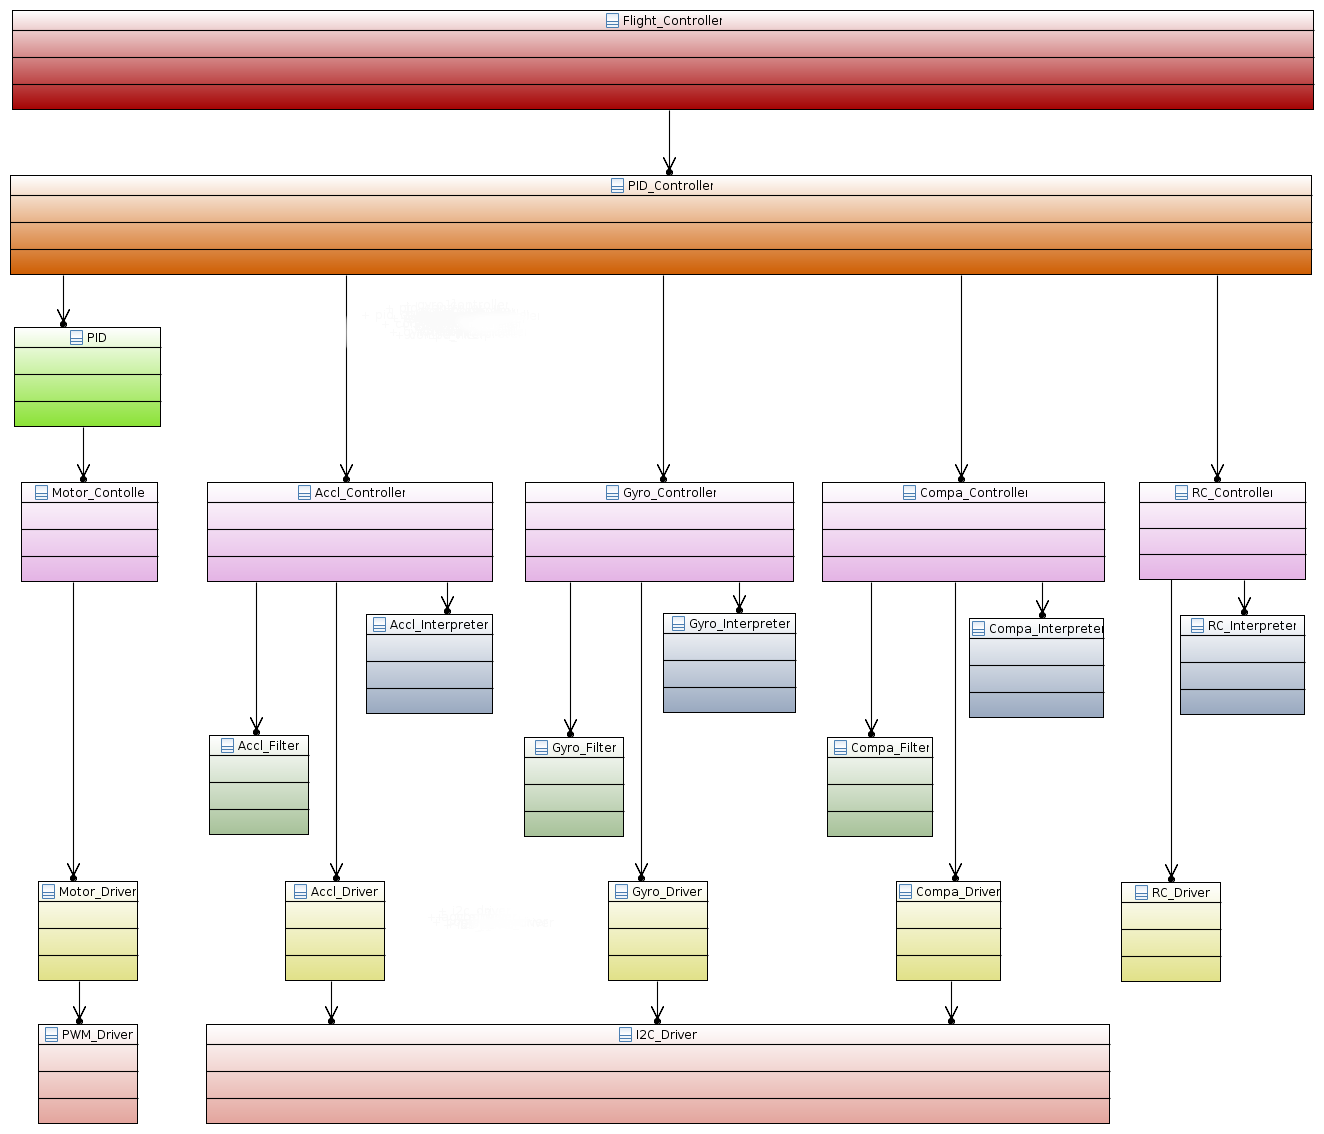 Flight_Controller
PID_Controller
PID
Motor_Contolle
Accl_Controller
Gyro_Controller
Compa_Controller
RC_Controller
Accl_Interpreter
Gyro_Interpreter
Compa_Interpreter
RC_Interpreter
Accl_Filter
Gyro_Filter
Compa_Filter
Motor_Driver
Accl_Driver
Gyro_Driver
Compa_Driver
RC_Driver
PWM_Driver
I2C_Driver